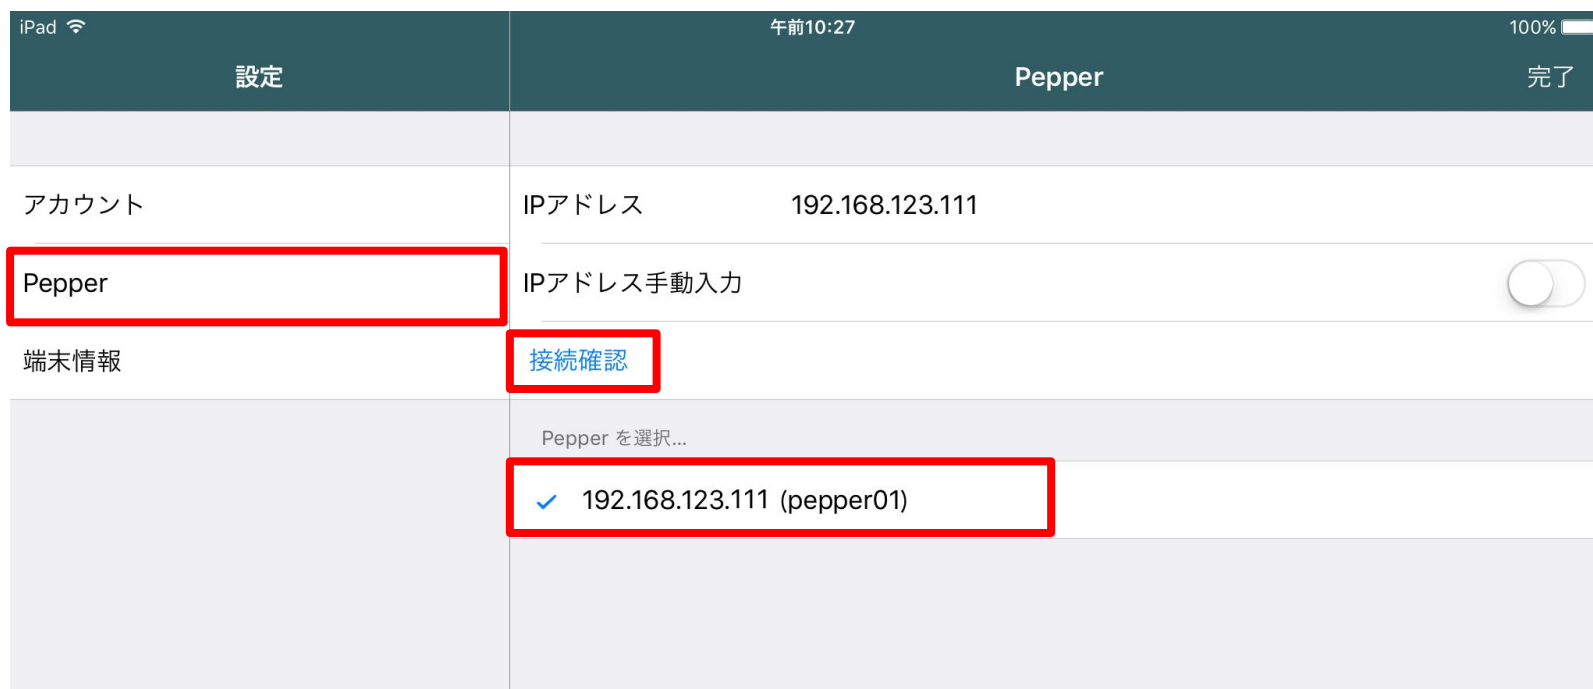 iPad 午前10:27 100%
設定 Pepper 完了
アカウント
Pepper
端末情報
IPアドレス 192.168.123.111
IPアドレス手動入力
接続確認
Pepper を選択...
192.168.123.111 (pepper01)